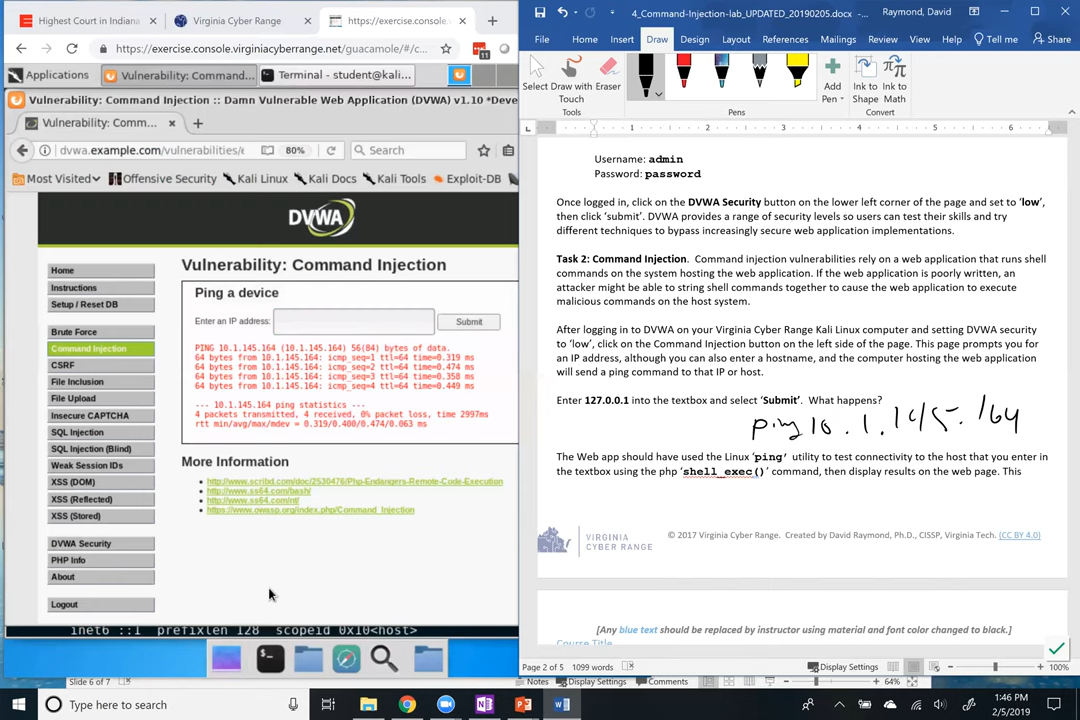 Highest Court in Indiana
Virginia Cyber Range
https://exercise.console.
https://exercise.console.virginiacyberrange.net/guacamole/#/c...
11
Applications
Vulnerability: Command...
Terminal - student@kali...
Vulnerability: Command Injection :: Damn Vulnerable Web Application (DVWA) v1.10 *Deve
Vulnerability: Comm...
dvwa.example.com/vulnerabilities/e
80%
Search
Most Visited
Offensive Security
Kali Linux
Kali Docs
Kali Tools
Exploit-DB
DVWA
Home
Instructions
Setup / Reset DB
Brute Force
Command Injection
CSRF
File Inclusion
File Upload
Insecure CAPTCHA
SQL Injection
SQL Injection (Blind)
Weak Session IDs
XSS (DOM)
XSS (Reflected)
XSS (Stored)
DVWA Security
PHP Info
About
Logout
Vulnerability: Command Injection
Ping a device
Enter an IP address:
Submit
PING 10.1.145.164 (10.1.145.164) 56(84) bytes of data.
64 bytes from 10.1.145.164: icmp_seq=1 ttl=64 time=0.319 ms
64 bytes from 10.1.145.164: icmp_seq=2 ttl=64 time=0.474 ms
64 bytes from 10.1.145.164: icmp_seq=3 ttl=64 time=0.358 ms
64 bytes from 10.1.145.164: icmp_seq=4 ttl=64 time=0.449 ms
--- 10.1.145.164 ping statistics ---
4 packets transmitted, 4 received, 0% packet loss, time 2997ms
rtt min/avg/max/mdev = 0.319/0.400/0.474/0.063 ms
More Information
http://www.scribd.com/doc/2530476/Php-Endangers-Remote-Code-Execution
http://www.ss64.com/bash/
http://www.ss64.com/nt/
https://www.owasp.org/index.php/Command_Injection
inet6 ::1 prefixlen 128 scopeid 0x10<host>
4_Command-Injection-lab_UPDATED_20190205.docx -...
Raymond, David
File
Home
Insert
Draw
Design
Layout
References
Mailings
Review
View
Help
Tell me
Share
Select
Draw with Touch
Eraser
Add Pen
Ink to Shape
Ink to Math
Tools
Pens
Convert
1 2 3 4 5 6
Username: admin
Password: password
Once logged in, click on the DVWA Security button on the lower left corner of the page and set to ‘low’,
then click ‘submit’. DVWA provides a range of security levels so users can test their skills and try
different techniques to bypass increasingly secure web application implementations.
Task 2: Command Injection. Command injection vulnerabilities rely on a web application that runs shell
commands on the system hosting the web application. If the web application is poorly written, an
attacker might be able to string shell commands together to cause the web application to execute
malicious commands on the host system.
After logging in to DVWA on your Virginia Cyber Range Kali Linux computer and setting DVWA security
to ‘low’, click on the Command Injection button on the left side of the page. This page prompts you for
an IP address, although you can also enter a hostname, and the computer hosting the web application
will send a ping command to that IP or host.
Enter 127.0.0.1 into the textbox and select ‘Submit’. What happens?
ping 10.1.145.164
The Web app should have used the Linux ‘ping’ utility to test connectivity to the host that you enter in
the textbox using the php ‘shell_exec()’ command, then display results on the web page. This
VIRGINIA
CYBER RANGE
© 2017 Virginia Cyber Range. Created by David Raymond, Ph.D., CISSP, Virginia Tech. (CC BY 4.0)
[Any blue text should be replaced by instructor using material and font color changed to black.]
Course Title
Page 2 of 5
1099 words
Display Settings
100%
Slide 6 of 7
Notes
Display Settings
Comments
64%
Type here to search
1:46 PM
2/5/2019